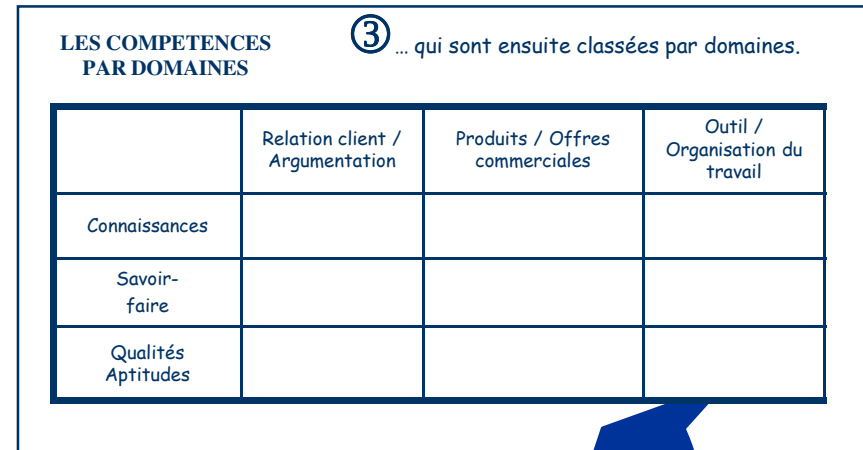 LES COMPETENCES
PAR DOMAINES
③ … qui sont ensuite classées par domaines.
Relation client /
Argumentation
Produits / Offres
commerciales
Outil /
Organisation du
travail
Connaissances
Savoir-
faire
Qualités
Aptitudes